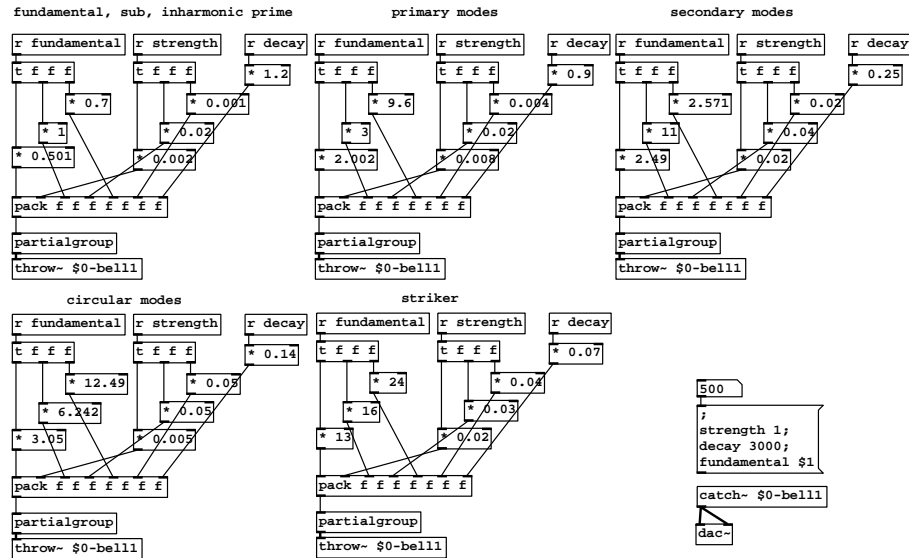 fundamental, sub, inharmonic prime
r fundamental
r strength
r decay
t f f f
t f f f
* 1.2
* 0.7
* 0.001
* 1
* 0.02
* 0.501
* 0.002
pack f f f f f f f
partialgroup
throw~ $0-bell1
primary modes
r fundamental
r strength
r decay
t f f f
t f f f
* 0.9
* 9.6
* 0.004
* 3
* 0.02
* 2.002
* 0.008
pack f f f f f f f
partialgroup
throw~ $0-bell1
secondary modes
r fundamental
r strength
r decay
t f f f
t f f f
* 0.25
* 2.571
* 0.02
* 11
* 0.04
* 2.49
* 0.02
pack f f f f f f f
partialgroup
throw~ $0-bell1
circular modes
r fundamental
r strength
r decay
t f f f
t f f f
* 0.14
* 12.49
* 0.05
* 6.242
* 0.05
* 3.05
* 0.005
pack f f f f f f f
partialgroup
throw~ $0-bell1
striker
r fundamental
r strength
r decay
t f f f
t f f f
* 0.07
* 24
* 0.04
* 16
* 0.03
* 13
* 0.02
pack f f f f f f f
partialgroup
throw~ $0-bell1
500
;
strength 1;
decay 3000;
fundamental $1
catch~ $0-bell1
dac~